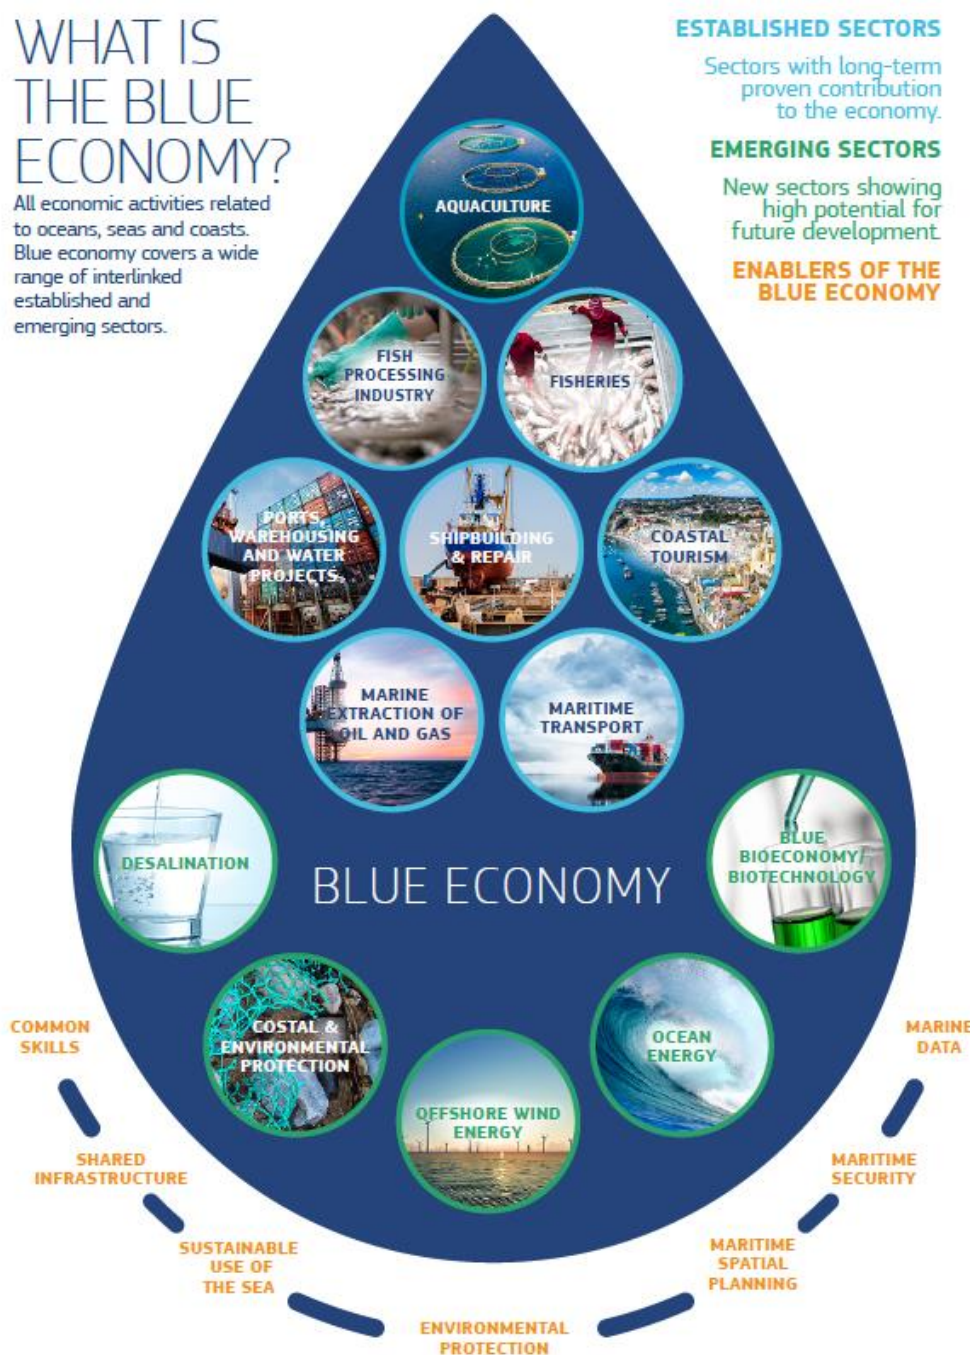 WHAT IS
THE BLUE
ECONOMY?
All economic activities related
to oceans, seas and coasts.
Blue economy covers a wide
range of interlinked
established and
emerging sectors.
ESTABLISHED SECTORS
Sectors with long-term
proven contribution
to the economy.
EMERGING SECTORS
New sectors showing
high potential for
future development.
ENABLERS OF THE
BLUE ECONOMY
AQUACULTURE
FISH
PROCESSING
INDUSTRY
FISHERIES
PORTS,
WAREHOUSING
AND WATER
PROJECTS
SHIPBUILDING
& REPAIR
COASTAL
TOURISM
MARINE
EXTRACTION OF
OIL AND GAS
MARITIME
TRANSPORT
DESALINATION
BLUE ECONOMY
BLUE
BIOECONOMY/
BIOTECHNOLOGY
COSTAL &
ENVIRONMENTAL
PROTECTION
OFFSHORE WIND
ENERGY
OCEAN
ENERGY
COMMON
SKILLS
SHARED
INFRASTRUCTURE
SUSTAINABLE
USE OF
THE SEA
ENVIRONMENTAL
PROTECTION
MARITIME
SPATIAL
PLANNING
MARITIME
SECURITY
MARINE
DATA